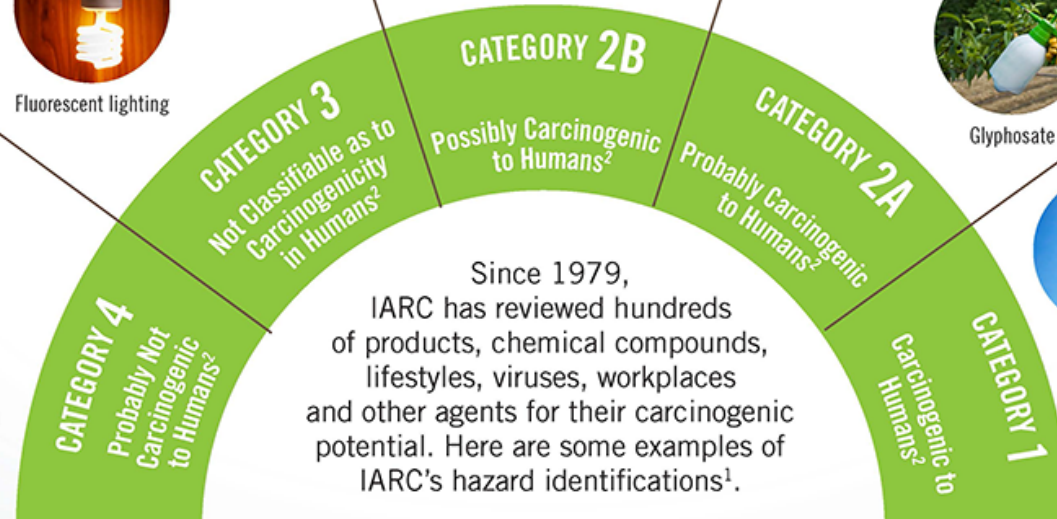 Fluorescent lighting
CATEGORY 4
Probably Not
Carcinogenic
to Humans²
CATEGORY 3
Not Classifiable as to
Carcinogenicity
in Humans²
CATEGORY 2B
Possibly Carcinogenic
to Humans²
CATEGORY 2A
Probably Carcinogenic
to Humans²
Glyphosate
CATEGORY 1
Carcinogenic to
Humans²
Since 1979,
IARC has reviewed hundreds
of products, chemical compounds,
lifestyles, viruses, workplaces
and other agents for their carcinogenic
potential. Here are some examples of
IARC's hazard identifications¹.